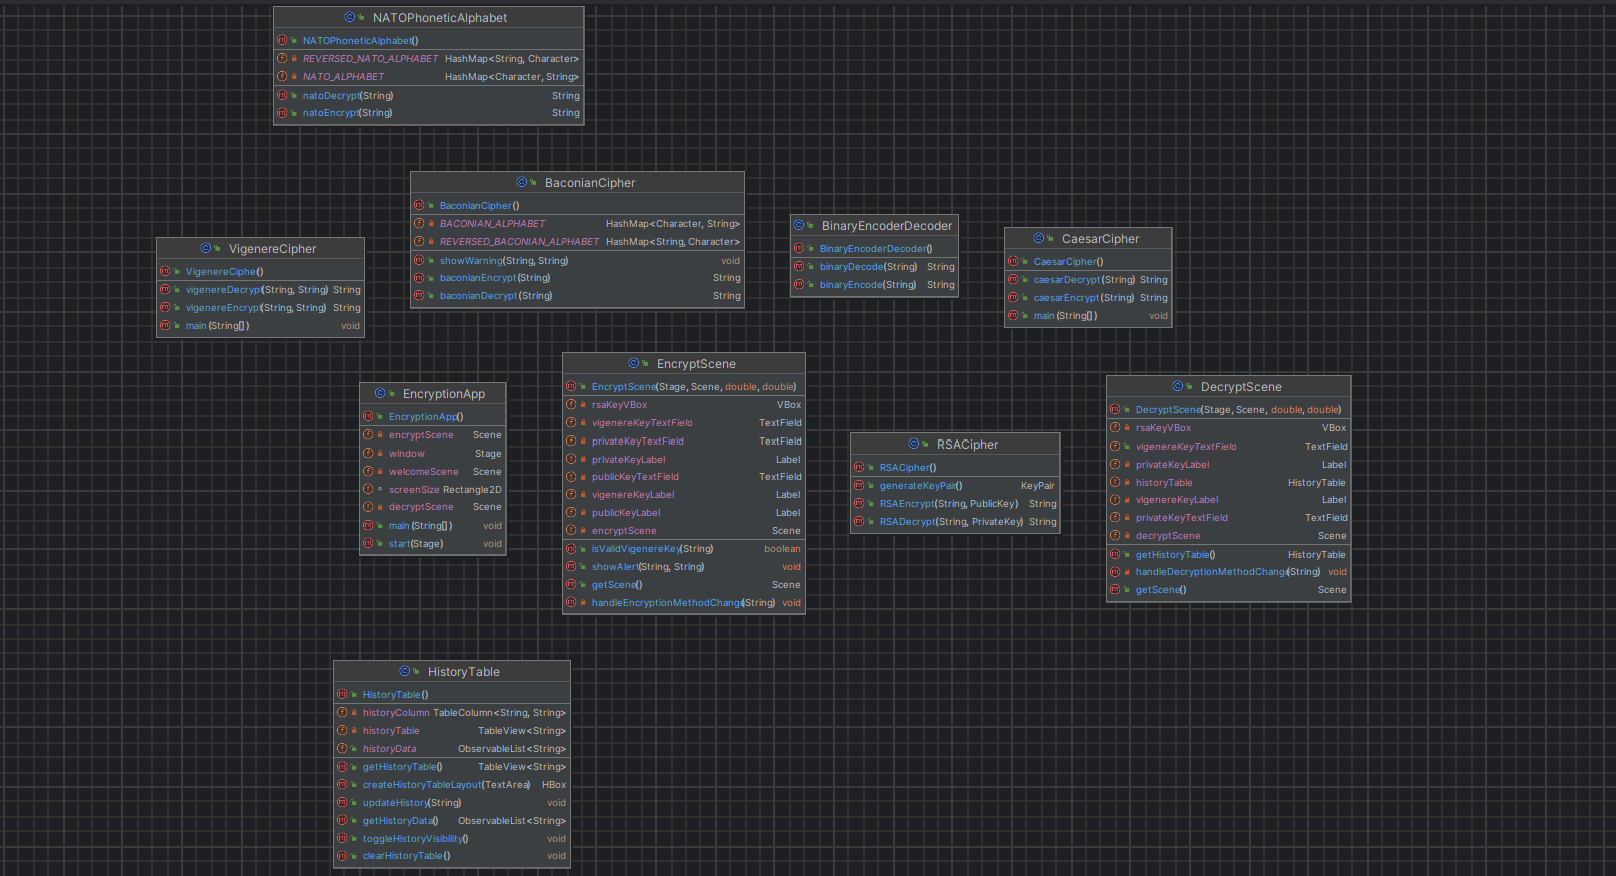 NATOPhoneticAlphabet
NATOPhoneticAlphabet()
REVERSED_NATO_ALPHABET HashMap<String, Character>
NATO_ALPHABET HashMap<Character, String>
natoDecrypt(String) String
natoEncrypt(String) String
BaconianCipher
BaconianCipher()
BACONIAN_ALPHABET HashMap<Character, String>
REVERSED_BACONIAN_ALPHABET HashMap<String, Character>
showWarning(String, String) void
baconianEncrypt(String) String
baconianDecrypt(String) String
BinaryEncoderDecoder
BinaryEncoderDecoder()
binaryDecode(String) String
binaryEncode(String) String
CaesarCipher
CaesarCipher()
caesarDecrypt(String) String
caesarEncrypt(String) String
main(String[]) void
VigenereCipher
VigenereCipher()
vigenereDecrypt(String, String) String
vigenereEncrypt(String, String) String
main(String[]) void
EncryptScene
EncryptScene(Stage, Scene, double, double)
rsaKeyVBox VBox
vigenereKeyTextField TextField
privateKeyTextField TextField
privateKeyLabel Label
publicKeyTextField TextField
vigenereKeyLabel Label
publicKeyLabel Label
encryptScene Scene
isValidVigenereKey(String) boolean
showAlert(String, String) void
getScene() Scene
handleEncryptionMethodChange(String) void
EncryptionApp
EncryptionApp()
encryptScene Scene
window Stage
welcomeScene Scene
screenSize Rectangle2D
decryptScene Scene
main(String[]) void
start(Stage) void
DecryptScene
DecryptScene(Stage, Scene, double, double)
rsaKeyVBox VBox
vigenereKeyTextField TextField
privateKeyLabel Label
historyTable HistoryTable
vigenereKeyLabel Label
privateKeyTextField TextField
decryptScene Scene
getHistoryTable() HistoryTable
handleDecryptionMethodChange(String) void
getScene() Scene
RSACipher
RSACipher()
generateKeyPair() KeyPair
RSAEncrypt(String, PublicKey) String
RSADecrypt(String, PrivateKey) String
HistoryTable
HistoryTable()
historyColumn TableColumn<String, String>
historyTable TableView<String>
historyData ObservableList<String>
getHistoryTable() TableView<String>
createHistoryTableLayout(TextArea) HBox
updateHistory(String) void
getHistoryData() ObservableList<String>
toggleHistoryVisibility() void
clearHistoryTable() void